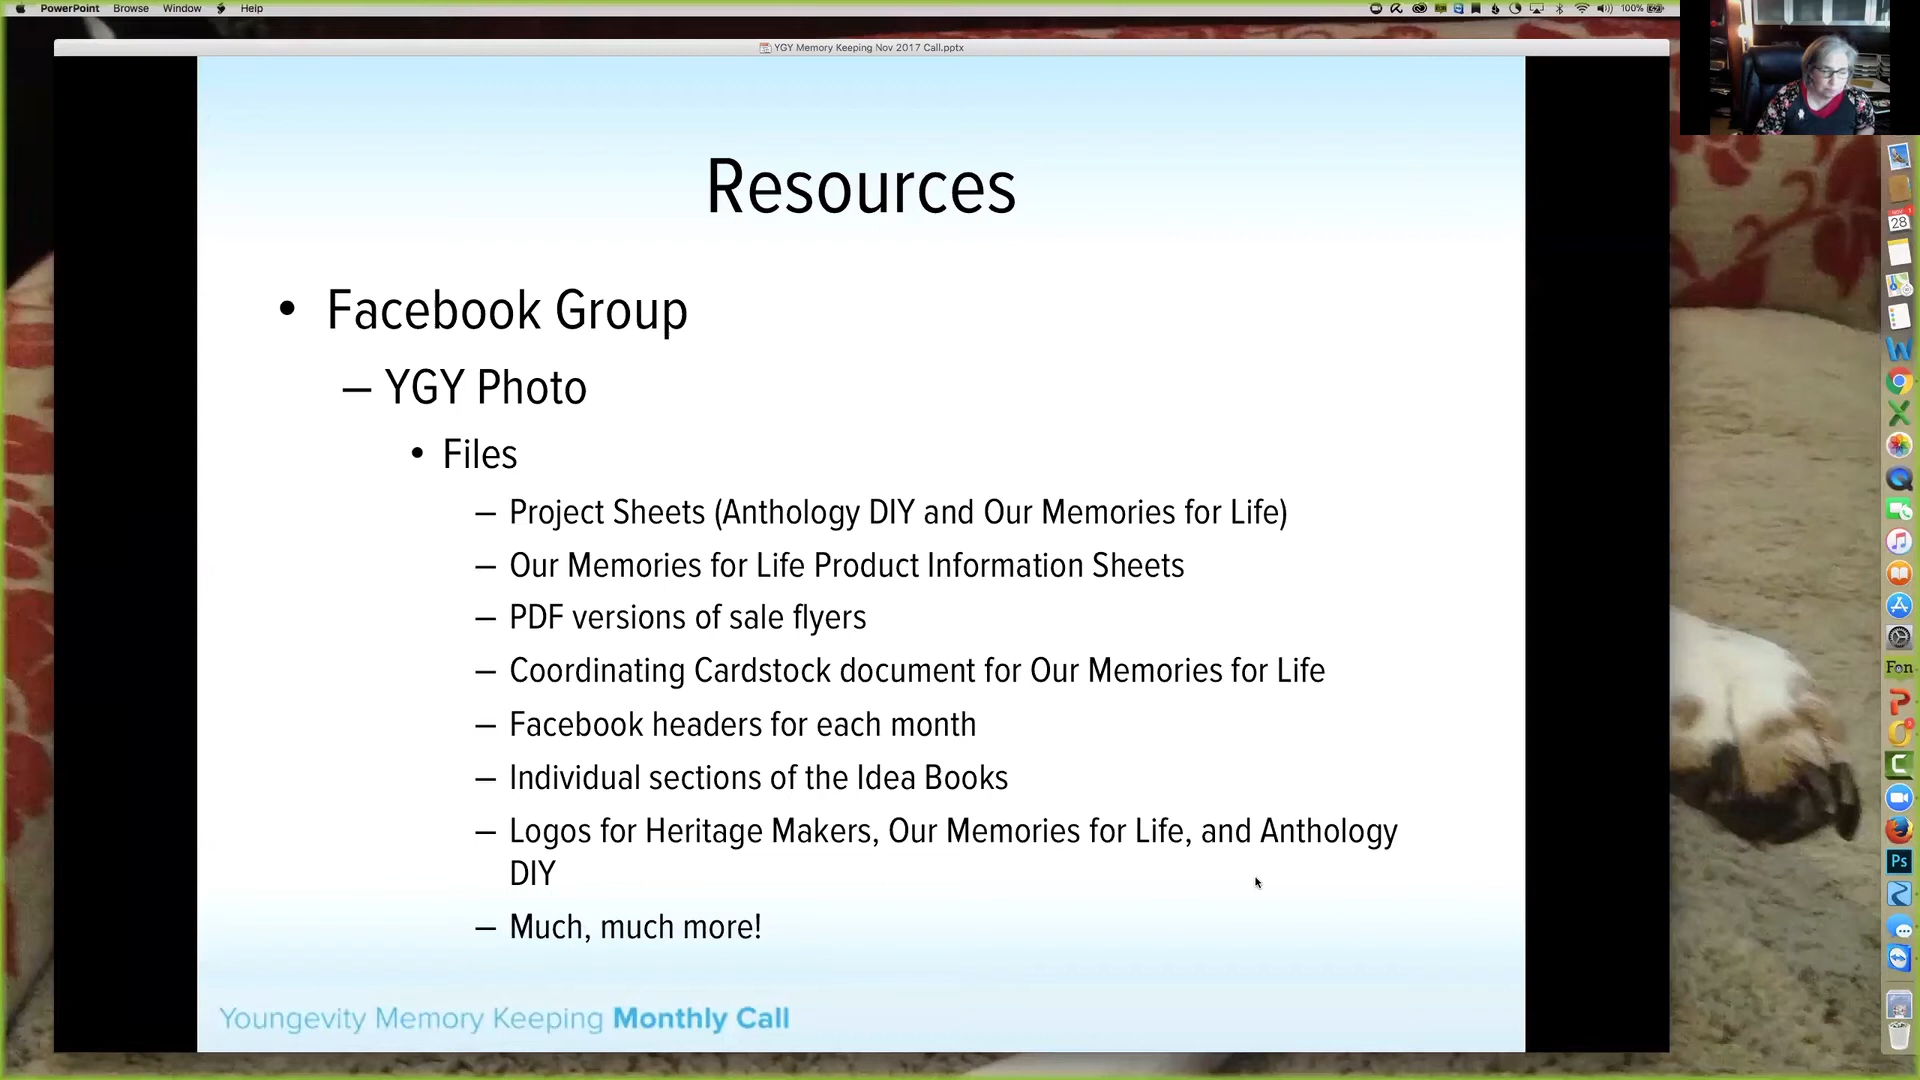 PowerPoint Browse Window Help
100%
YGY Memory Keeping Nov 2017 Call.pptx
Resources
• Facebook Group
– YGY Photo
• Files
– Project Sheets (Anthology DIY and Our Memories for Life)
– Our Memories for Life Product Information Sheets
– PDF versions of sale flyers
– Coordinating Cardstock document for Our Memories for Life
– Facebook headers for each month
– Individual sections of the Idea Books
– Logos for Heritage Makers, Our Memories for Life, and Anthology
DIY
– Much, much more!
Youngevity Memory Keeping Monthly Call
28
Fon
Ps